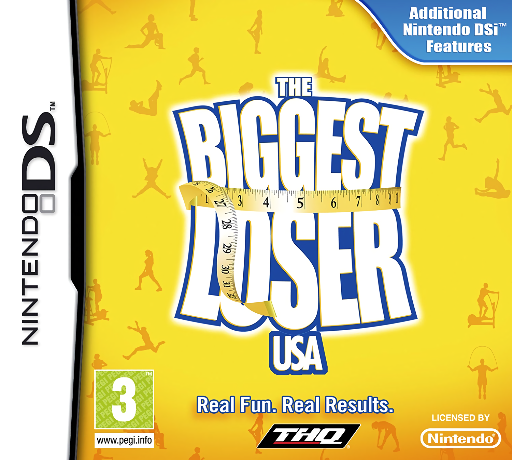 Additional
Nintendo DSi™
Features
NINTENDO DS™
THE
BIGGEST
LOSER
USA
Real Fun. Real Results.
3
www.pegi.info
THQ
LICENSED BY
Nintendo